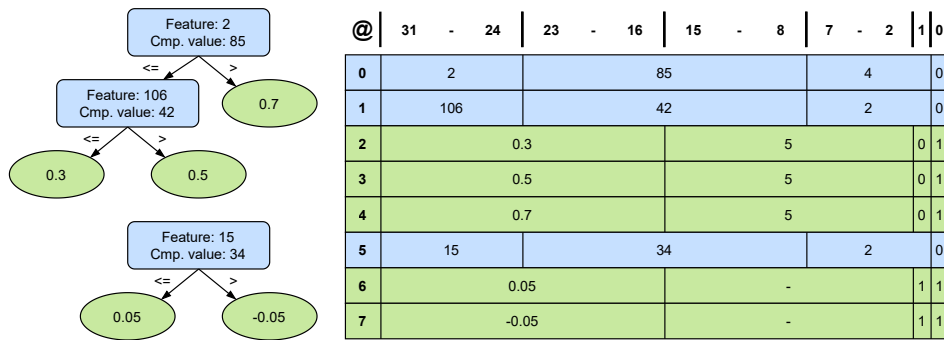 Feature: 2
Cmp. value: 85
<= >
Feature: 106
Cmp. value: 42
0.7
<= >
0.3 0.5
Feature: 15
Cmp. value: 34
<= >
0.05 -0.05
@ 31 - 24 23 - 16 15 - 8 7 - 2 1 0
0 2 85 4 0
1 106 42 2 0
2 0.3 5 0 1
3 0.5 5 0 1
4 0.7 5 0 1
5 15 34 2 0
6 0.05 - 1 1
7 -0.05 - 1 1